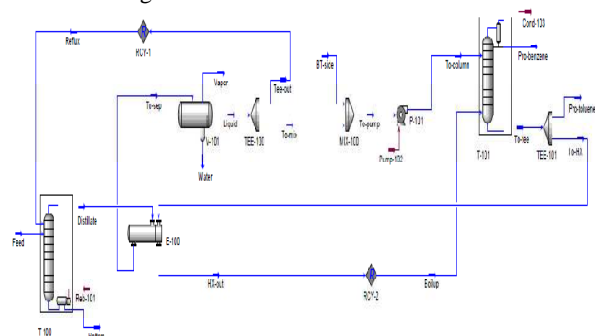 Reflux
RCY-1
Cond-100
Pro-benzene
BT-side
To-column
Tee-out
Vapor
To-sep
Pro-toluene
Liquid
To-mix
To-pump
P-101
V-101
TEE-100
MIX-100
T-101
To-tee
TEE-101
To-HX
Pump-102
Water
Distillate
Feed
E-100
HX-out
RCY-2
Boilup
Reb-101
T-100